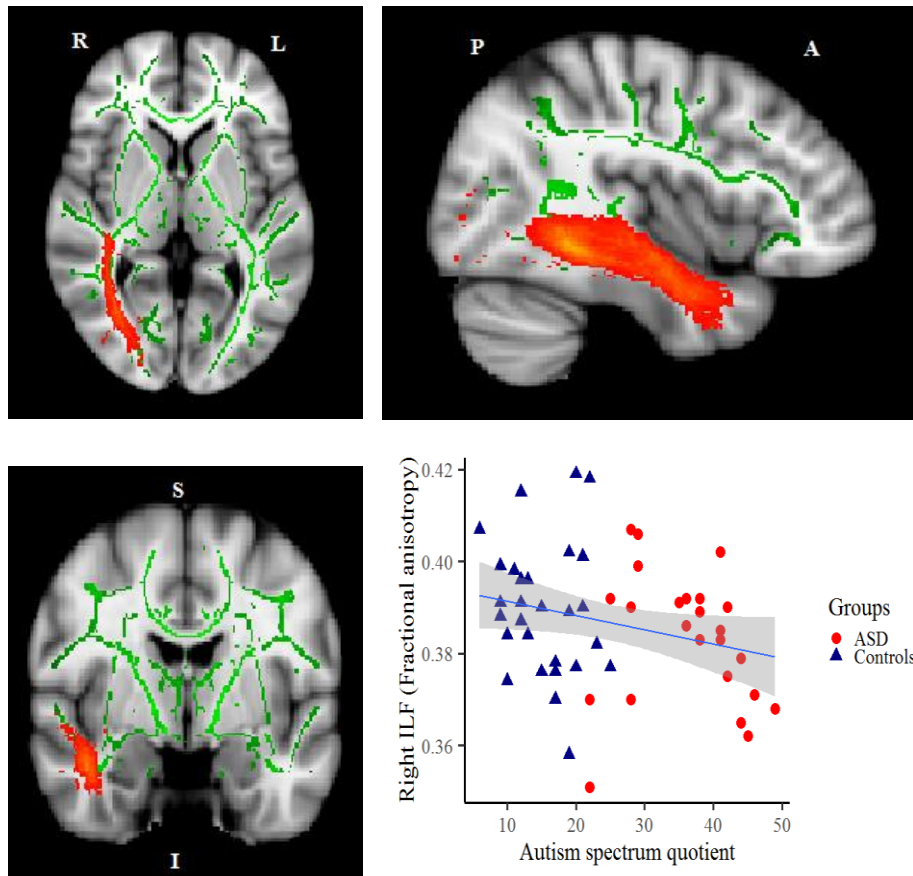 R
L
P
A
S
I
Right ILF (Fractional anisotropy)
0.42
0.40
0.38
0.36
10 20 30 40 50
Autism spectrum quotient
Groups
ASD
Controls